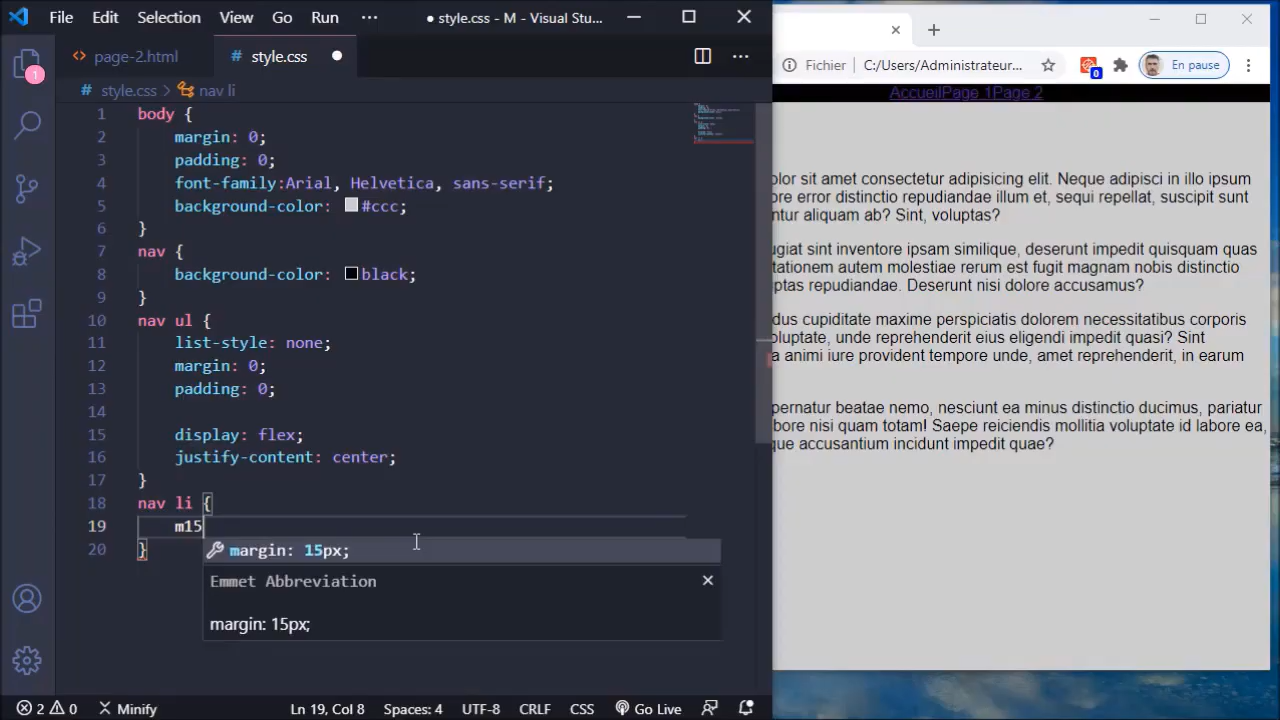 File Edit Selection View Go Run ··· ● style.css - M - Visual Stu...
1
<> page-2.html # style.css ●
# style.css > nav li
1 body {
2 margin: 0;
3 padding: 0;
4 font-family:Arial, Helvetica, sans-serif;
5 background-color: #ccc;
6 }
7 nav {
8 background-color: black;
9 }
10 nav ul {
11 list-style: none;
12 margin: 0;
13 padding: 0;
14
15 display: flex;
16 justify-content: center;
17 }
18 nav li {
19 m15
20 }
margin: 15px;
Emmet Abbreviation
margin: 15px;
2 0 Minify Ln 19, Col 8 Spaces: 4 UTF-8 CRLF CSS Go Live
Fichier C:/Users/Administrateur... 0 En pause
AccueilPage 1Page 2
olor sit amet consectetur adipisicing elit. Neque adipisci in illo ipsum
ore error distinctio repudiandae illum et, sequi repellat, suscipit sunt
ntur aliquam ab? Sint, voluptas?
ugiat sint inventore ipsam similique, deserunt impedit quisquam quas
tationem autem molestiae rerum est fugit magnam nobis distinctio
eptas repudiandae. Deserunt nisi dolore accusamus?
dus cupiditate maxime perspiciatis dolorem necessitatibus corporis
oluptate, unde reprehenderit eius eligendi impedit quasi? Sint
a animi iure provident tempore unde, amet reprehenderit, in earum
pernatur beatae nemo, nesciunt ea minus distinctio ducimus, pariatur
bore nisi quam totam! Saepe reiciendis mollitia voluptate id labore ea,
que accusantium incidunt impedit quae?